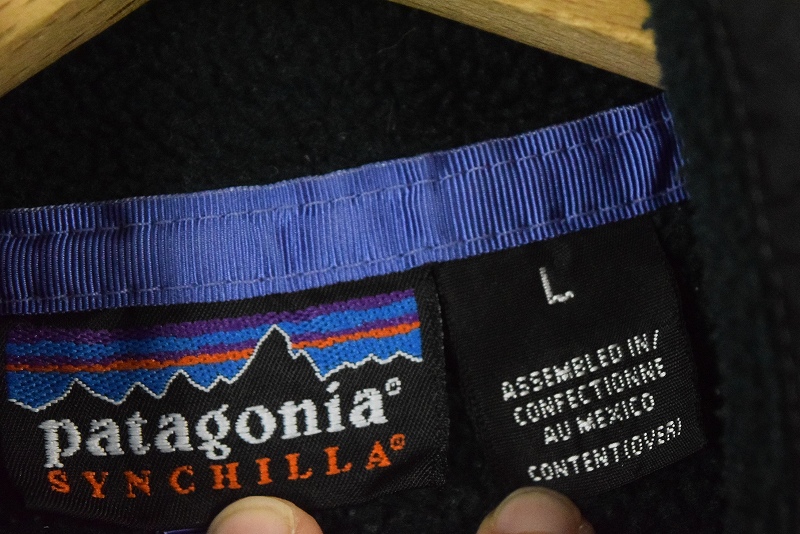 patagonia®
SYNCHILLA®
L
ASSEMBLED IN/
CONFECTIONNE
AU MEXICO
CONTENT(OVER)